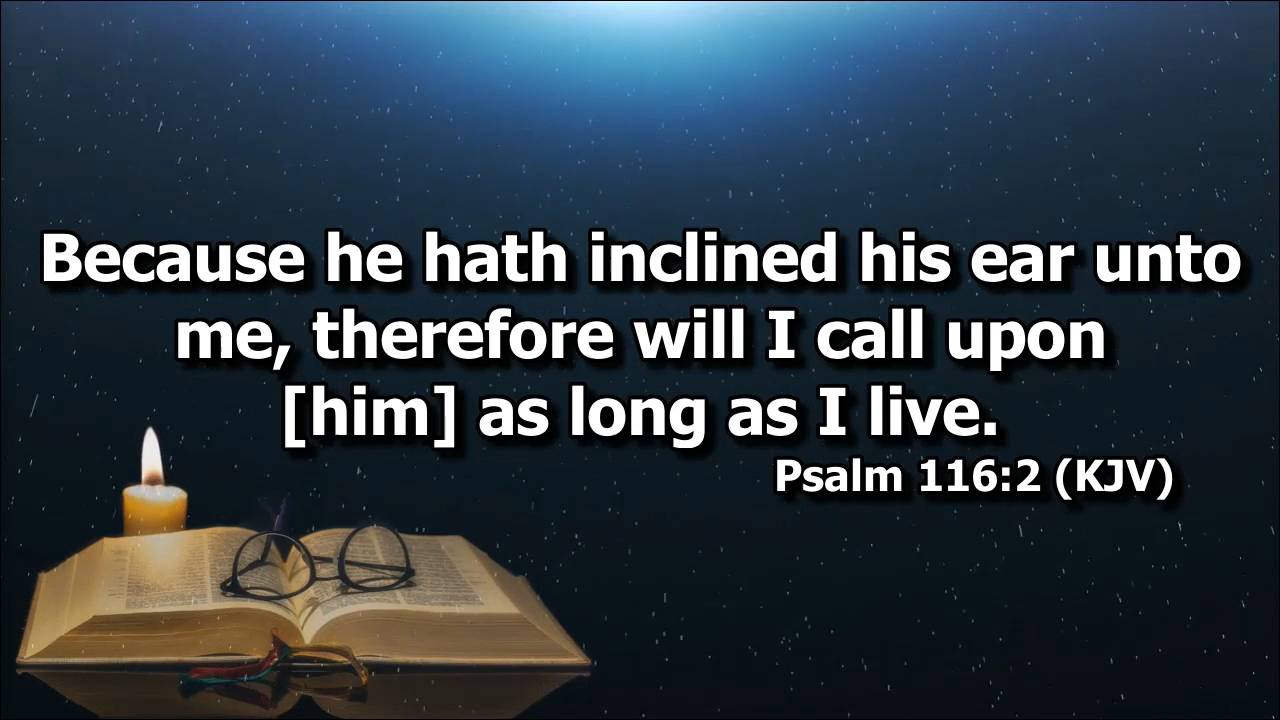 Because he hath inclined his ear unto
me, therefore will I call upon
[him] as long as I live.
Psalm 116:2 (KJV)